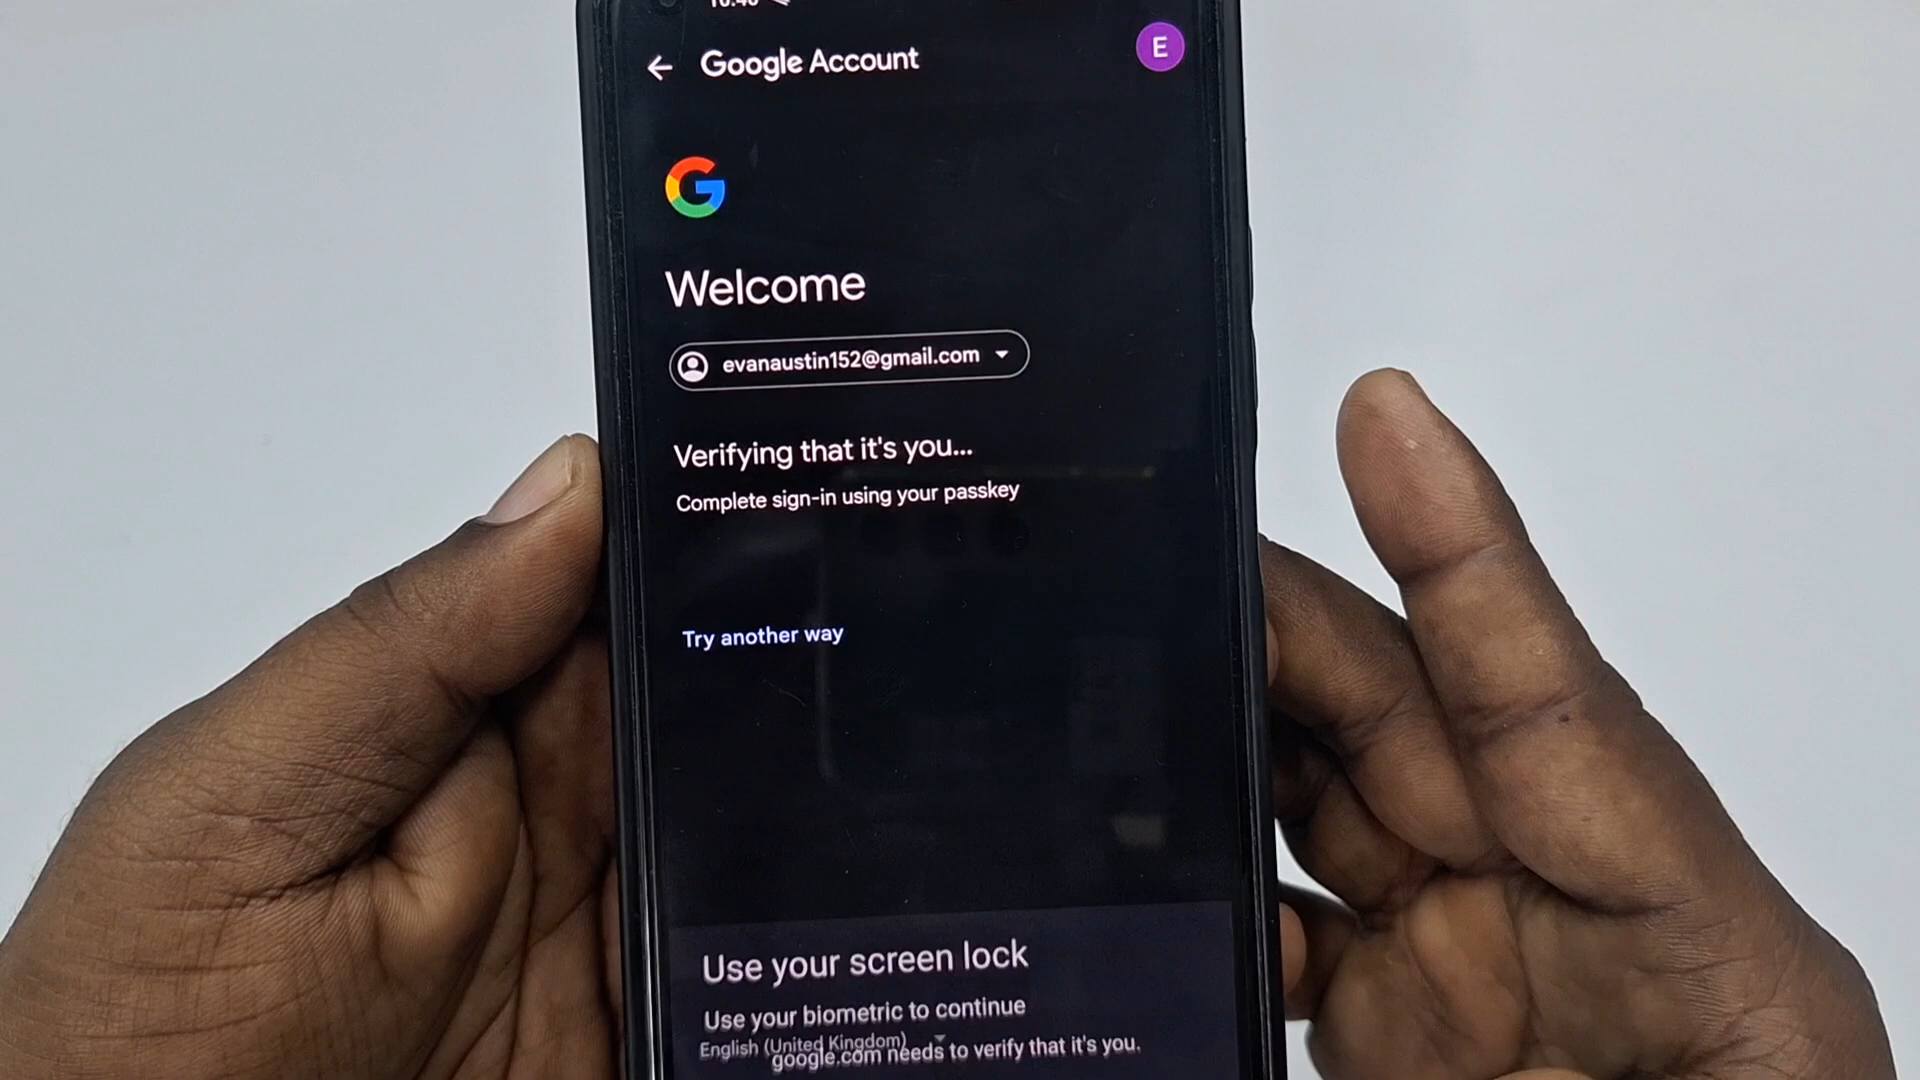 Google Account
E
Welcome
evanaustin152@gmail.com
Verifying that it's you...
Complete sign-in using your passkey
Try another way
Use your screen lock
Use your biometric to continue
English (United Kingdom)
google.com needs to verify that it's you.